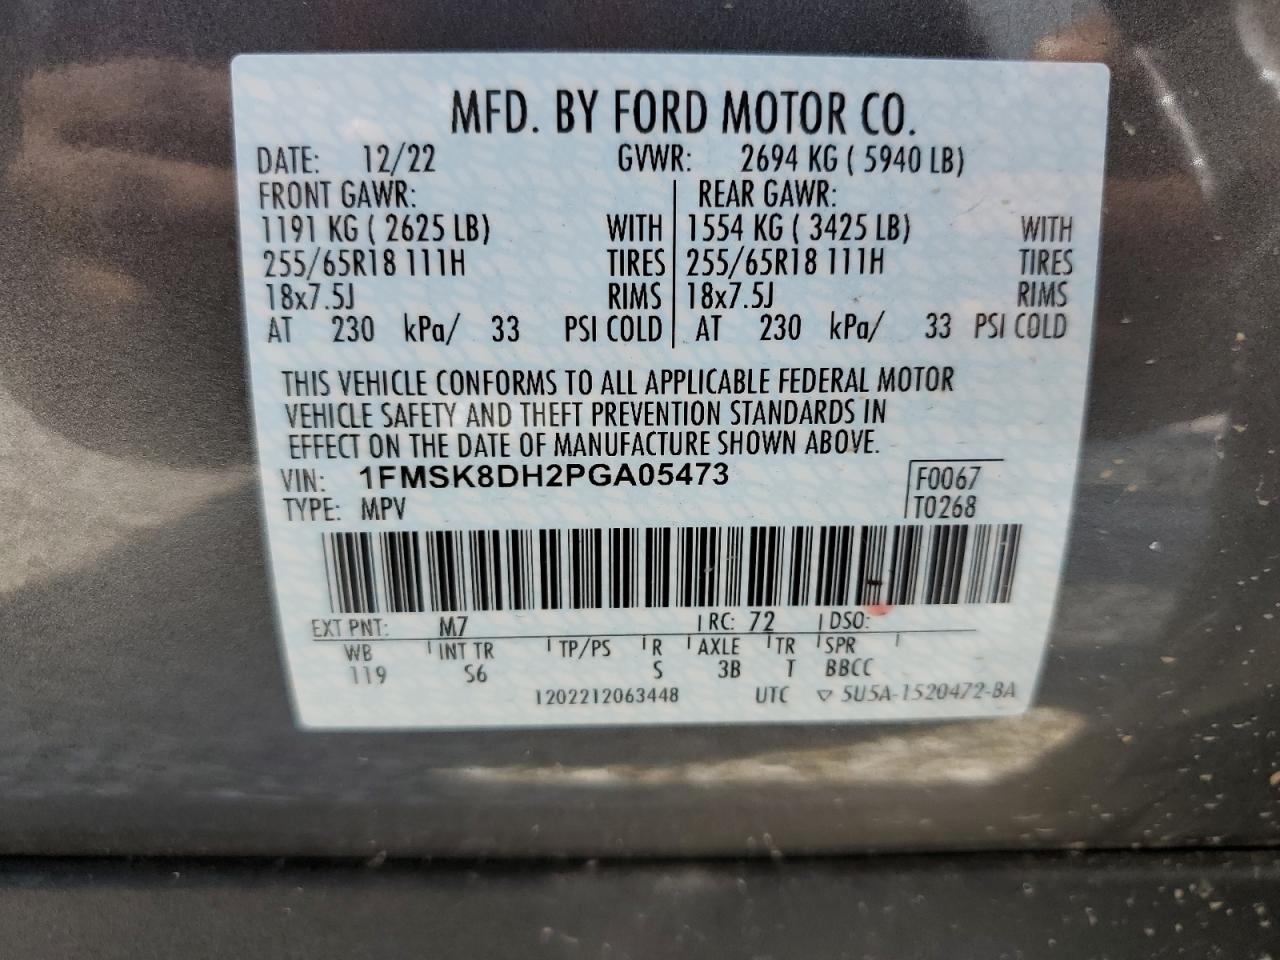 MFD. BY FORD MOTOR CO.
DATE: 12/22 GVWR: 2694 KG ( 5940 LB)
FRONT GAWR: REAR GAWR:
1191 KG ( 2625 LB) WITH 1554 KG ( 3425 LB) WITH
255/65R18 111H TIRES 255/65R18 111H TIRES
18x7.5J RIMS 18x7.5J RIMS
AT 230 kPa/ 33 PSI COLD AT 230 kPa/ 33 PSI COLD
THIS VEHICLE CONFORMS TO ALL APPLICABLE FEDERAL MOTOR
VEHICLE SAFETY AND THEFT PREVENTION STANDARDS IN
EFFECT ON THE DATE OF MANUFACTURE SHOWN ABOVE.
VIN: 1FMSK8DH2PGA05473 F0067
TYPE: MPV T0268
EXT PNT: M7 RC: 72 DSO:
WB INT TR TP/PS R AXLE TR SPR
119 S6 S 3B T BBCC
1202212063448 UTC ▽ 5U5A-1520472-BA